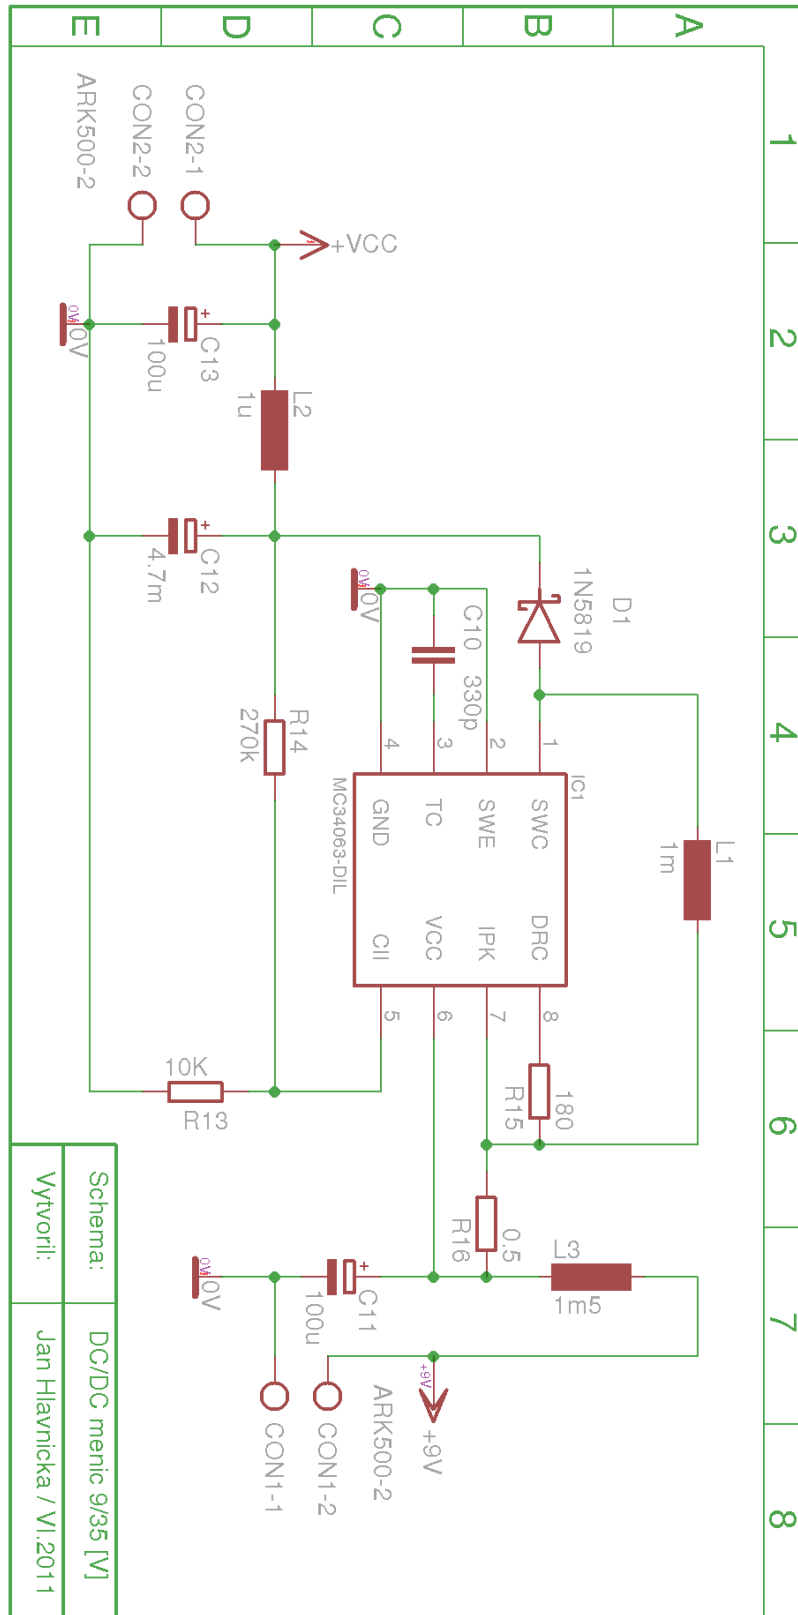 E
D
C
B
A
1
2
3
4
5
6
7
8
ARK500-2
CON2-2
CON2-1
+VCC
0V
0V
100u
C13
1u
L2
4.7m
C12
0V
0V
C10
330p
1N5819
D1
270k
R14
4
3
2
1
IC1
MC34063-DIL
GND
TC
SWE
SWC
CII
VCC
IPK
DRC
5
6
7
8
1m
L1
10K
R13
R15
180
R16
0.5
L3
1m5
0V
0V
100u
C11
+9V
+9V
ARK500-2
CON1-2
CON1-1
Schema: DC/DC menic 9/35 [V]
Vytvoril: Jan Hlavnicka / VI.2011